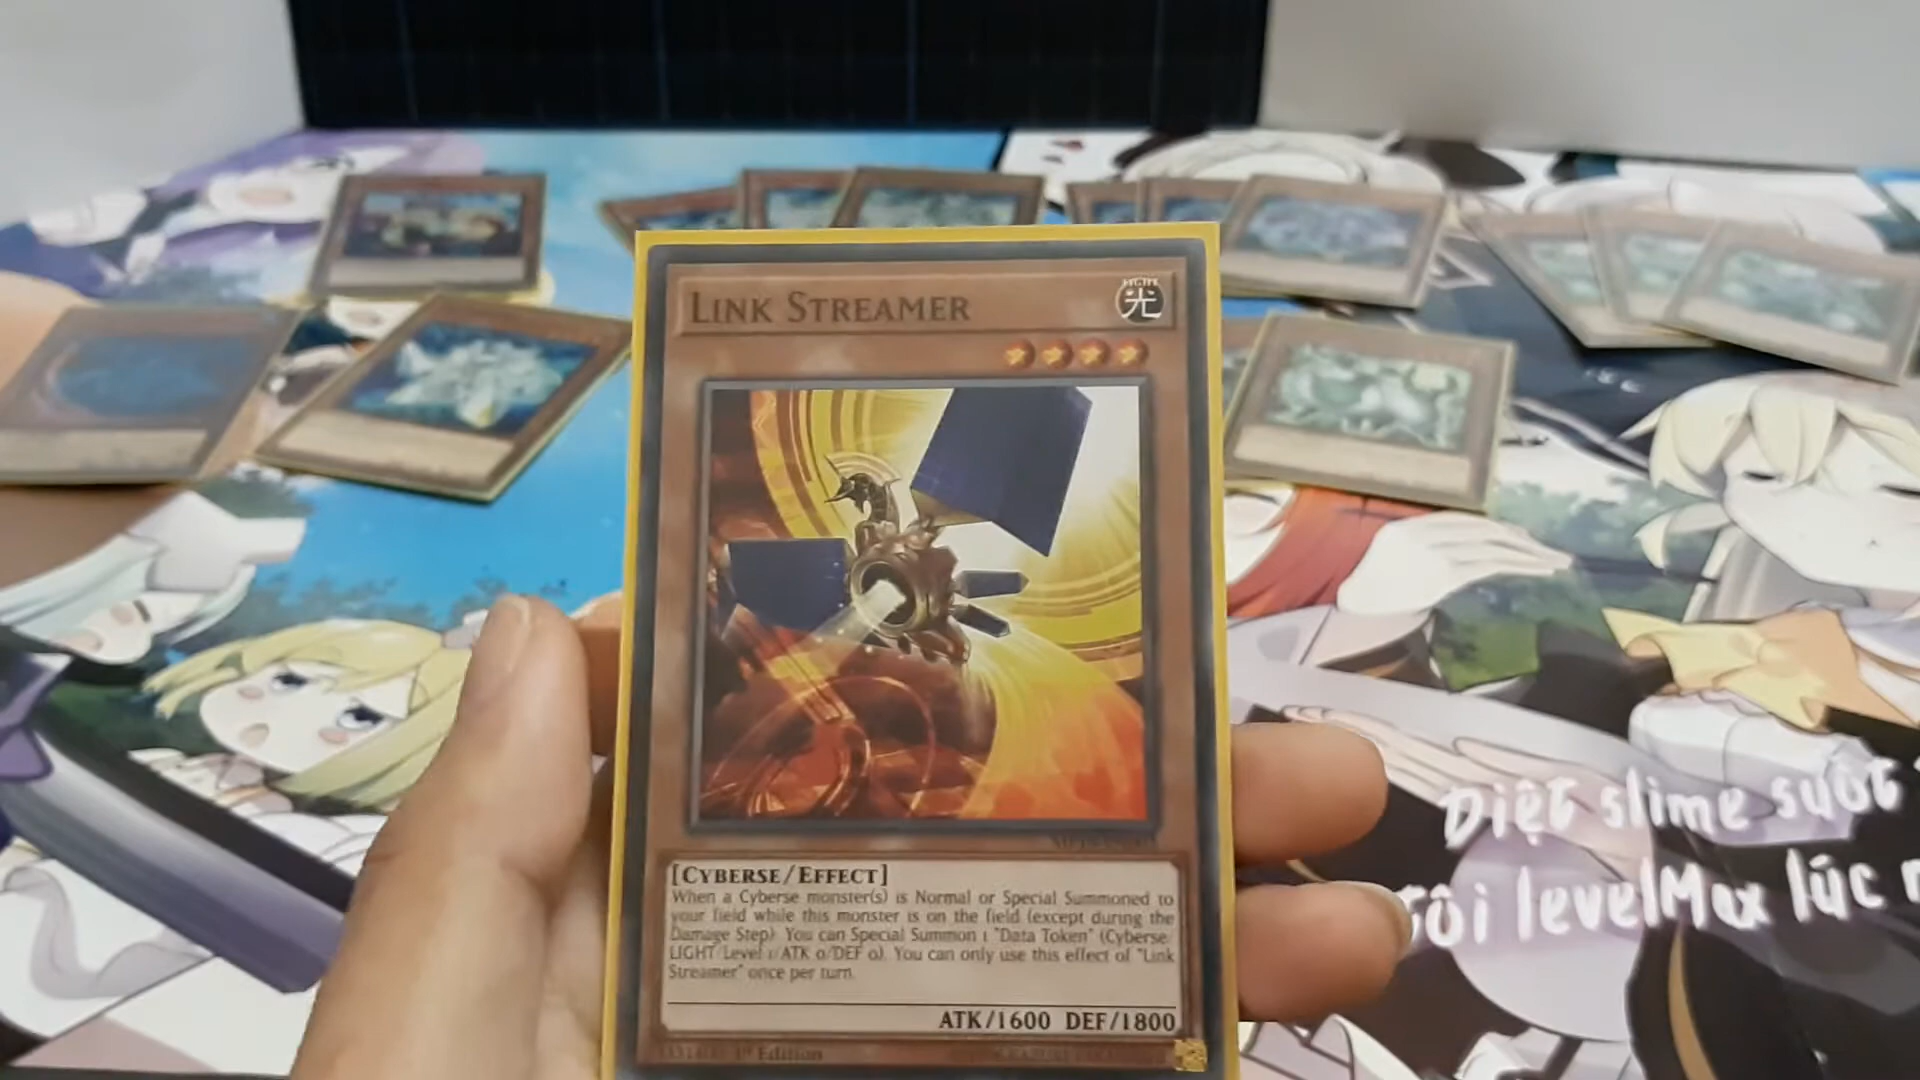 LINK STREAMER
LIGHT
光
[CYBERSE/EFFECT]
When a Cyberse monster(s) is Normal or Special Summoned to
your field while this monster is on the field (except during the
Damage Step): You can Special Summon 1 "Data Token" (Cyberse/
LIGHT/Level 1/ATK 0/DEF 0). You can only use this effect of "Link
Streamer" once per turn.
ATK/1600 DEF/1800
1st Edition
Diệt slime suốt
tôi levelMax lúc